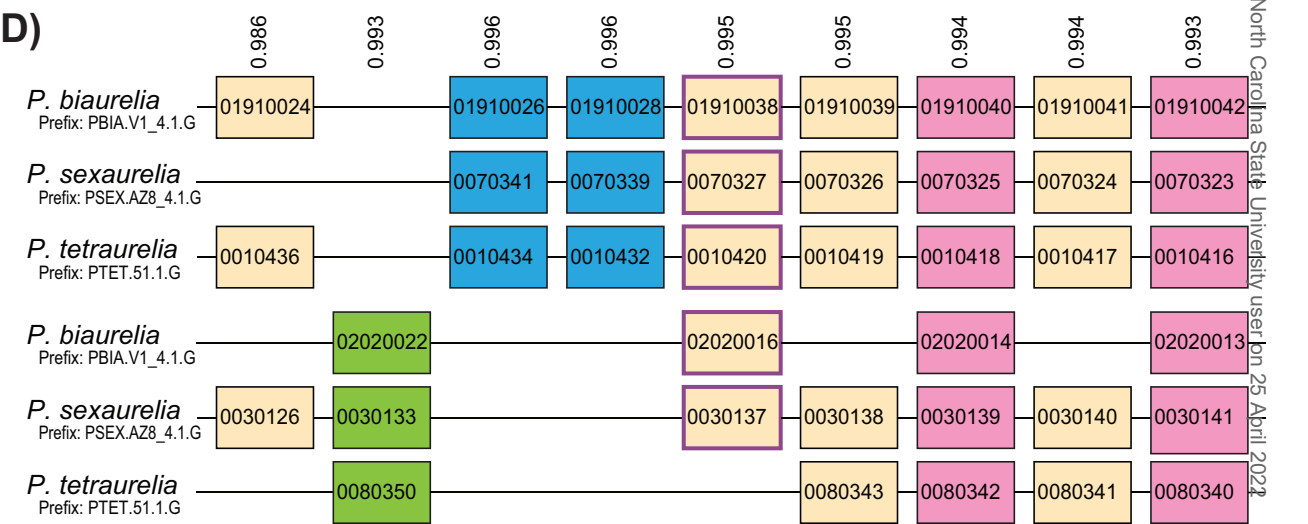 D)
0.986 0.993 0.996 0.996 0.995 0.995 0.994 0.994 0.993
P. biaurelia 01910024 01910026 01910028 01910038 01910039 01910040 01910041 01910042
Prefix: PBIA.V1_4.1.G
P. sexaurelia 0070341 0070339 0070327 0070326 0070325 0070324 0070323
Prefix: PSEX.AZ8_4.1.G
P. tetraurelia 0010436 0010434 0010432 0010420 0010419 0010418 0010417 0010416
Prefix: PTET.51.1.G
P. biaurelia 02020022 02020016 02020014 02020013
Prefix: PBIA.V1_4.1.G
P. sexaurelia 0030126 0030133 0030137 0030138 0030139 0030140 0030141
Prefix: PSEX.AZ8_4.1.G
P. tetraurelia 0080350 0080343 0080342 0080341 0080340
Prefix: PTET.51.1.G
North Carolina State University user on 25 April 2022